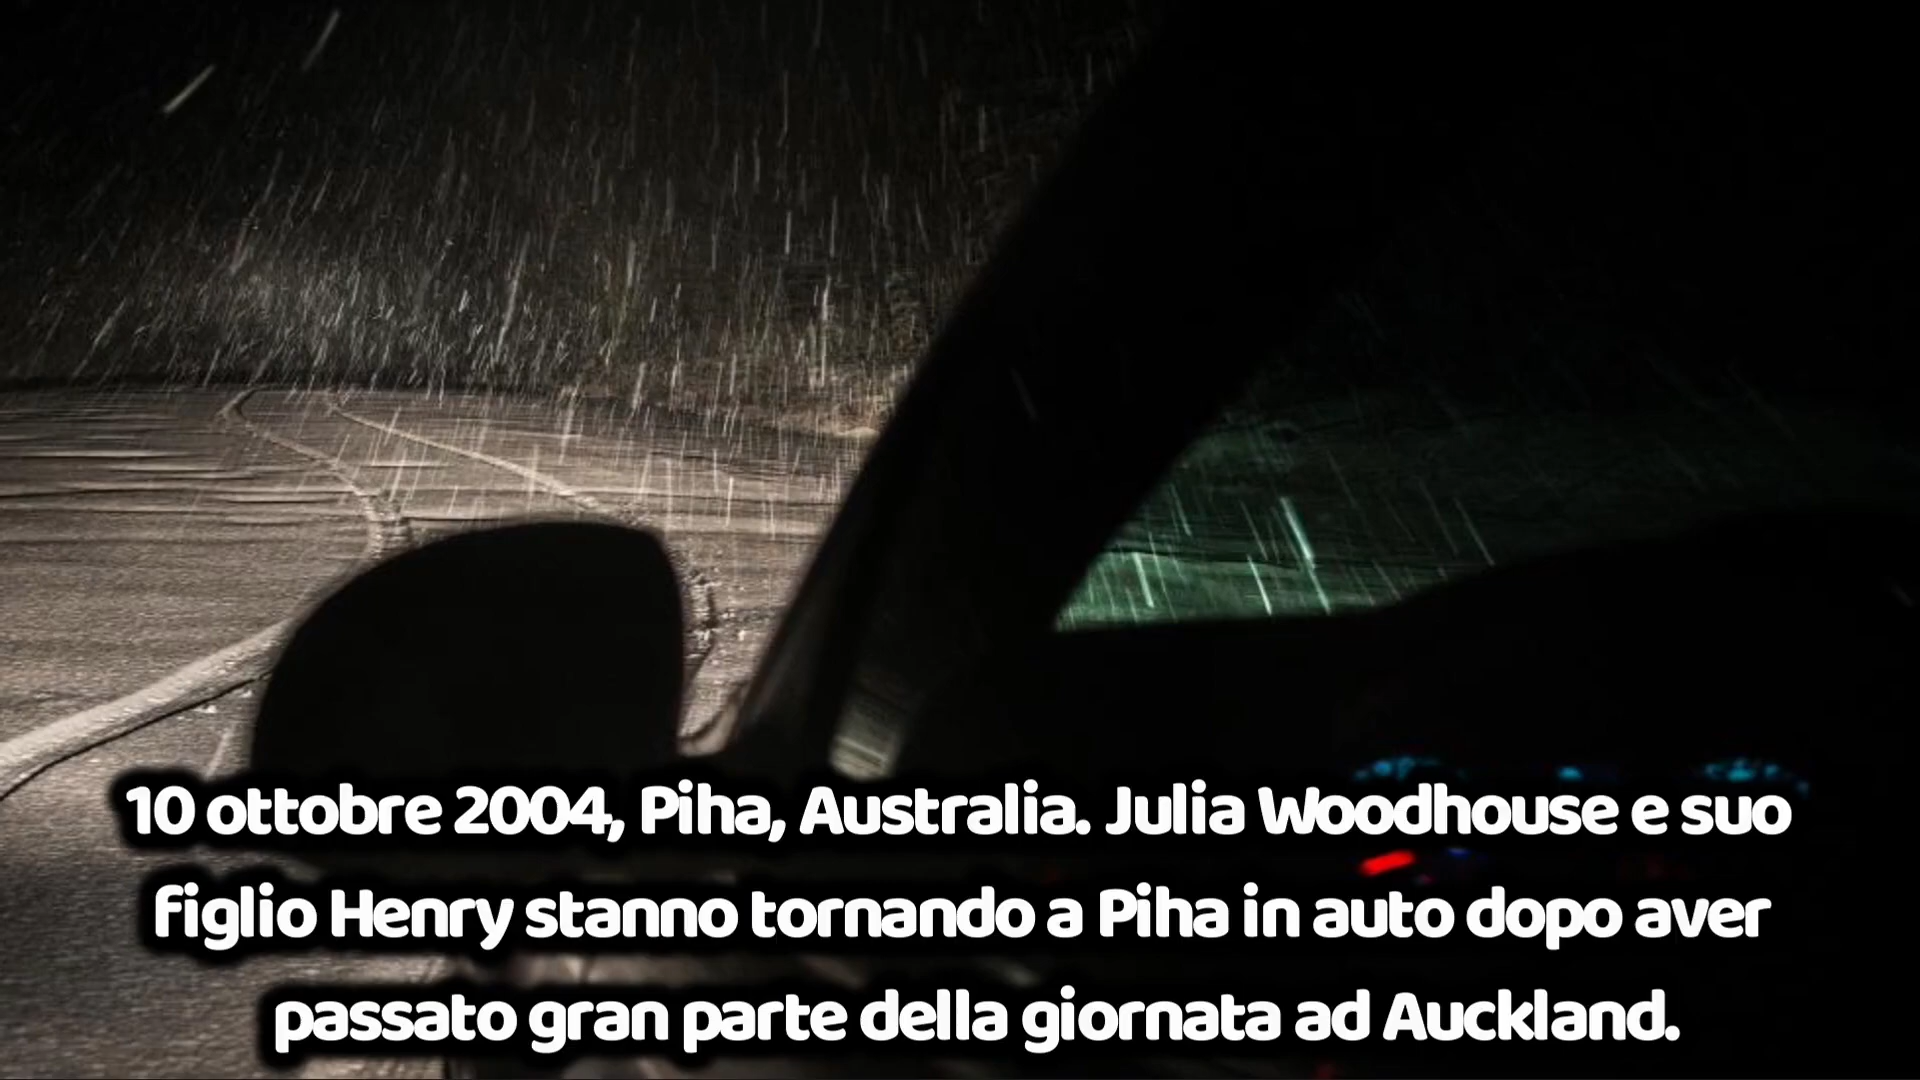 10 ottobre 2004, Piha, Australia. Julia Woodhouse e suo
figlio Henry stanno tornando a Piha in auto dopo aver
passato gran parte della giornata ad Auckland.